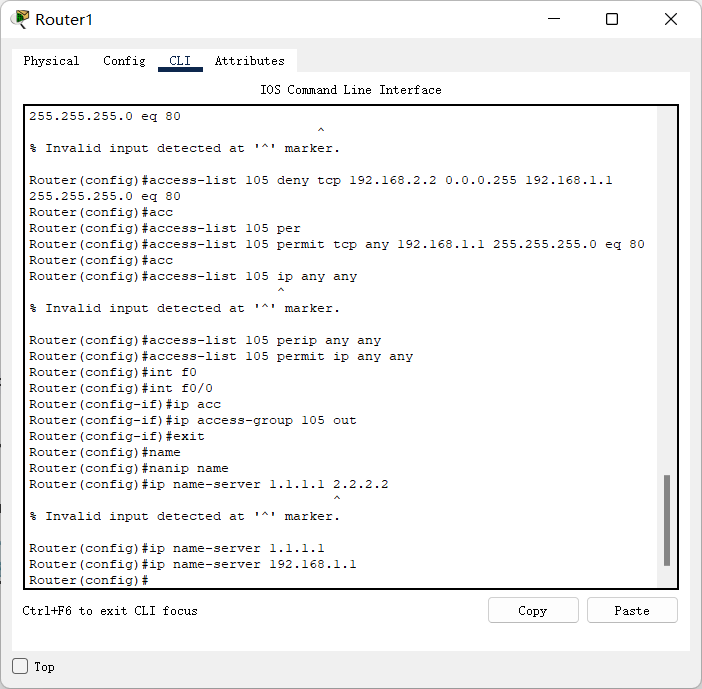 Router1
Physical Config CLI Attributes
IOS Command Line Interface
255.255.255.0 eq 80
^
% Invalid input detected at '^' marker.
Router(config)#access-list 105 deny tcp 192.168.2.2 0.0.0.255 192.168.1.1
255.255.255.0 eq 80
Router(config)#acc
Router(config)#access-list 105 per
Router(config)#access-list 105 permit tcp any 192.168.1.1 255.255.255.0 eq 80
Router(config)#acc
Router(config)#access-list 105 ip any any
^
% Invalid input detected at '^' marker.
Router(config)#access-list 105 perip any any
Router(config)#access-list 105 permit ip any any
Router(config)#int f0
Router(config)#int f0/0
Router(config-if)#ip acc
Router(config-if)#ip access-group 105 out
Router(config-if)#exit
Router(config)#name
Router(config)#nanip name
Router(config)#ip name-server 1.1.1.1 2.2.2.2
^
% Invalid input detected at '^' marker.
Router(config)#ip name-server 1.1.1.1
Router(config)#ip name-server 192.168.1.1
Router(config)#
Ctrl+F6 to exit CLI focus
Copy Paste
Top